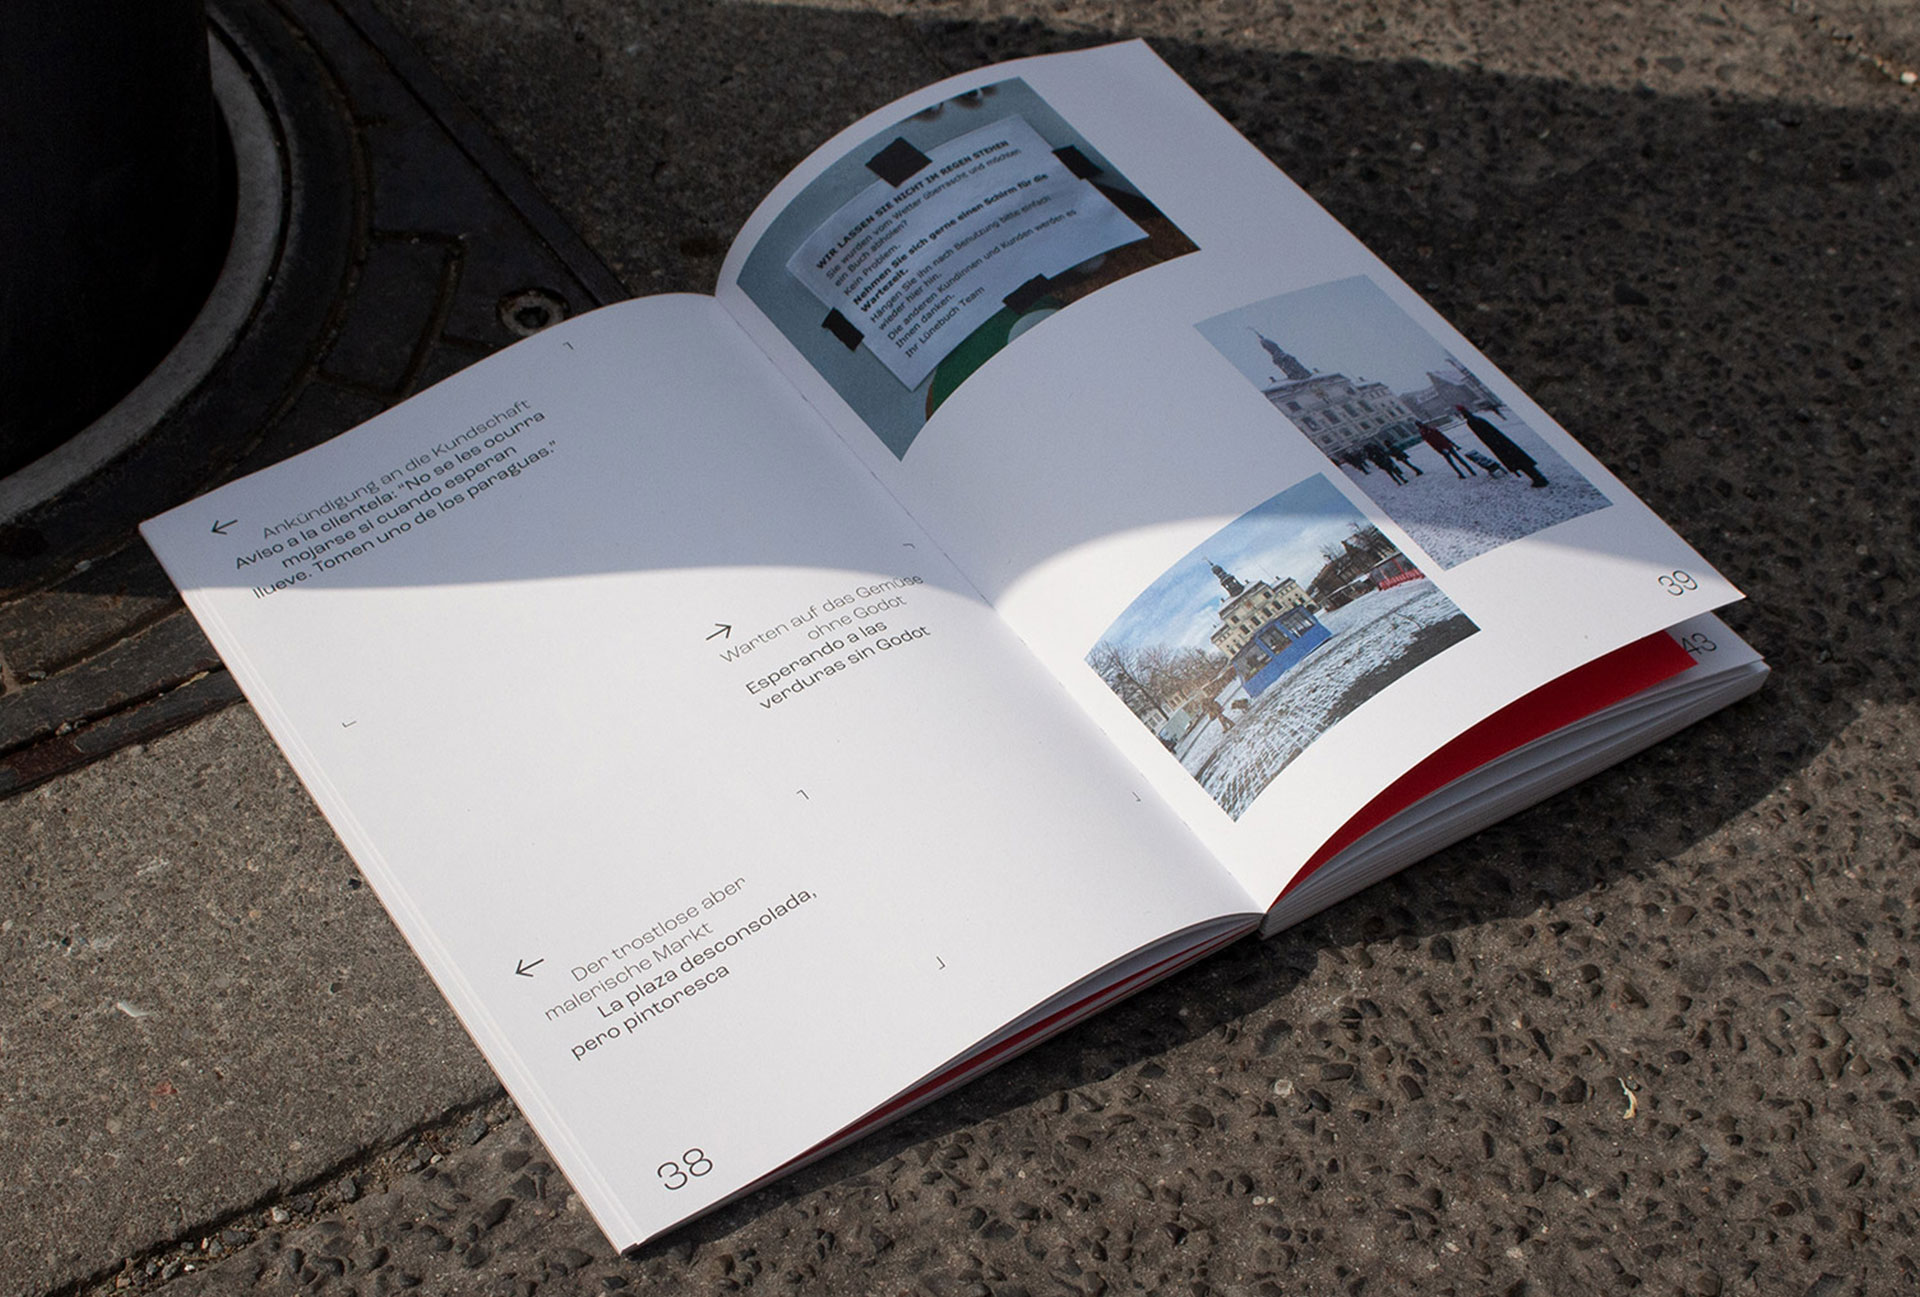 Ankündigung an die Kundschaft
Aviso a la clientela: "No se les ocurra
mojarse si cuando esperan
llueve. Tomen uno de los paraguas."
Warten auf das Gemüse
ohne Godot
Esperando a las
verduras sin Godot
Der trostlose aber
malerische Markt
La plaza desconsolada,
pero pintoresca
38
WIR LASSEN SIE NICHT IM REGEN STEHEN
Sie wurden vom Wetter überrascht und möchten
ein Buch abholen?
Kein Problem.
Nehmen Sie sich gerne einen Schirm für die
Wartezeit.
Hängen Sie ihn nach Benutzung bitte einfach
wieder hier hin.
Die anderen Kundinnen und Kunden werden es
Ihnen danken.
Ihr Lünebuch Team
39
43